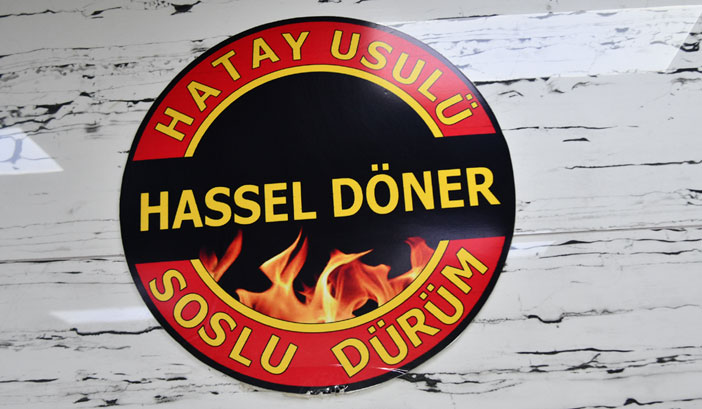 HATAY USULÜ
HASSEL DÖNER
SOSLU DÜRÜM